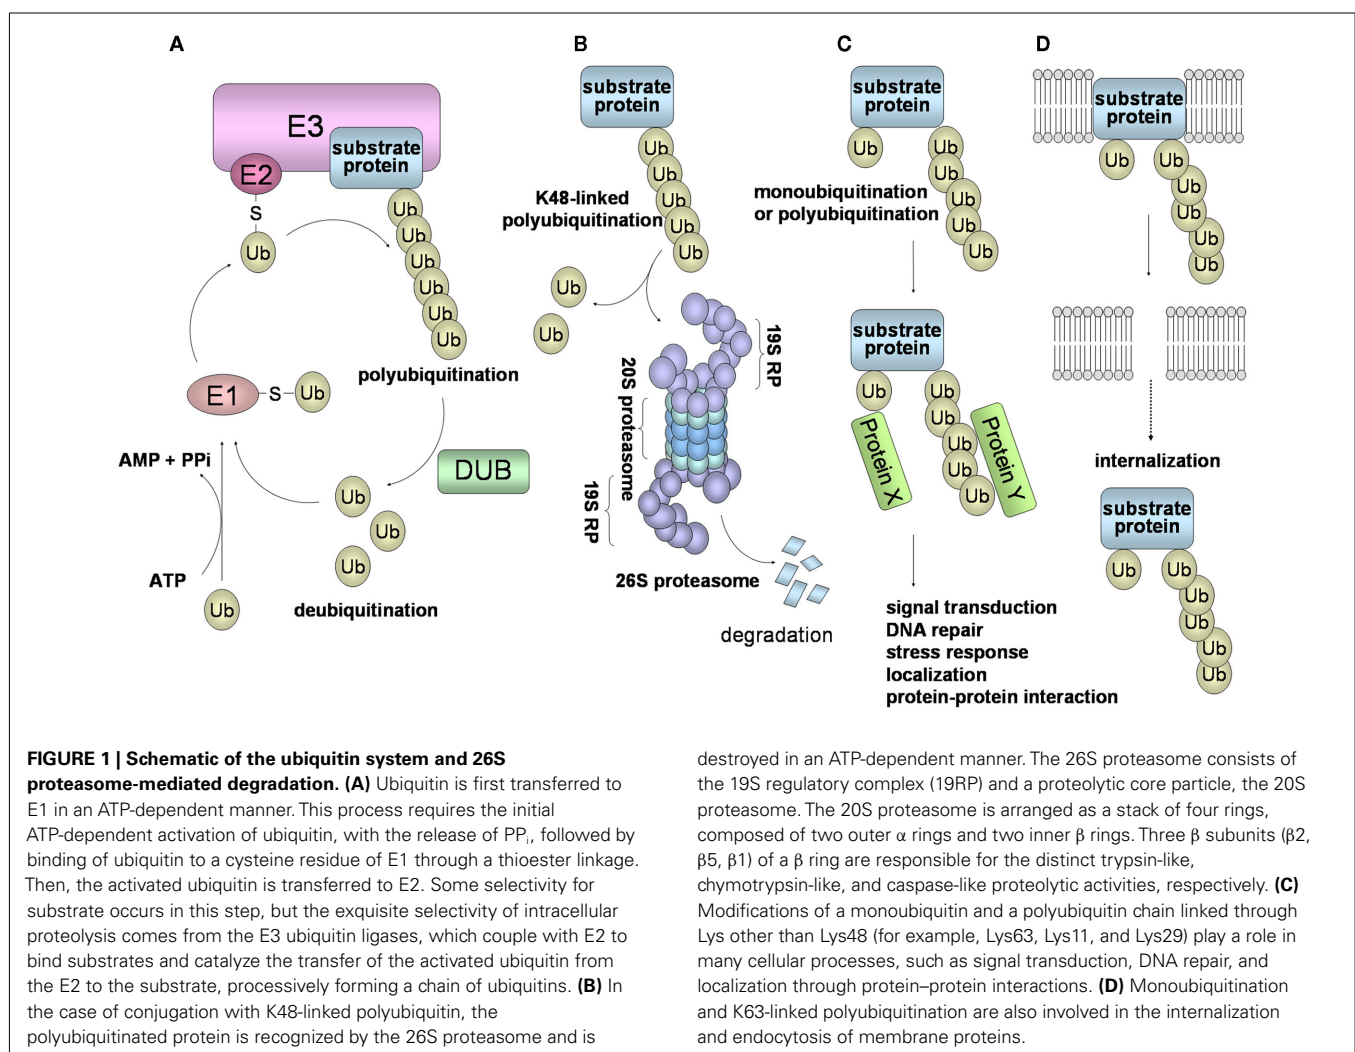 A
E3
substrate
protein
E2
S
Ub
Ub
Ub
Ub
Ub
Ub
Ub
polyubiquitination
E1
S
Ub
AMP + PPi
DUB
Ub
Ub
Ub
ATP
Ub
deubiquitination
B
substrate
protein
Ub
Ub
Ub
Ub
Ub
K48-linked
polyubiquitination
Ub
Ub
19S RP
20S proteasome
19S RP
26S proteasome
degradation
C
substrate
protein
Ub
Ub
Ub
Ub
Ub
Ub
monoubiquitination
or polyubiquitination
substrate
protein
Ub
Ub
Ub
Ub
Ub
Ub
Protein X
Protein Y
signal transduction
DNA repair
stress response
localization
protein-protein interaction
D
substrate
protein
Ub
Ub
Ub
Ub
Ub
Ub
internalization
substrate
protein
Ub
Ub
Ub
Ub
Ub
Ub
FIGURE 1 | Schematic of the ubiquitin system and 26S
proteasome-mediated degradation. (A) Ubiquitin is first transferred to
E1 in an ATP-dependent manner. This process requires the initial
ATP-dependent activation of ubiquitin, with the release of PPi, followed by
binding of ubiquitin to a cysteine residue of E1 through a thioester linkage.
Then, the activated ubiquitin is transferred to E2. Some selectivity for
substrate occurs in this step, but the exquisite selectivity of intracellular
proteolysis comes from the E3 ubiquitin ligases, which couple with E2 to
bind substrates and catalyze the transfer of the activated ubiquitin from
the E2 to the substrate, processively forming a chain of ubiquitins. (B) In
the case of conjugation with K48-linked polyubiquitin, the
polyubiquitinated protein is recognized by the 26S proteasome and is
destroyed in an ATP-dependent manner. The 26S proteasome consists of
the 19S regulatory complex (19RP) and a proteolytic core particle, the 20S
proteasome. The 20S proteasome is arranged as a stack of four rings,
composed of two outer α rings and two inner β rings. Three β subunits (β2,
β5, β1) of a β ring are responsible for the distinct trypsin-like,
chymotrypsin-like, and caspase-like proteolytic activities, respectively. (C)
Modifications of a monoubiquitin and a polyubiquitin chain linked through
Lys other than Lys48 (for example, Lys63, Lys11, and Lys29) play a role in
many cellular processes, such as signal transduction, DNA repair, and
localization through protein–protein interactions. (D) Monoubiquitination
and K63-linked polyubiquitination are also involved in the internalization
and endocytosis of membrane proteins.